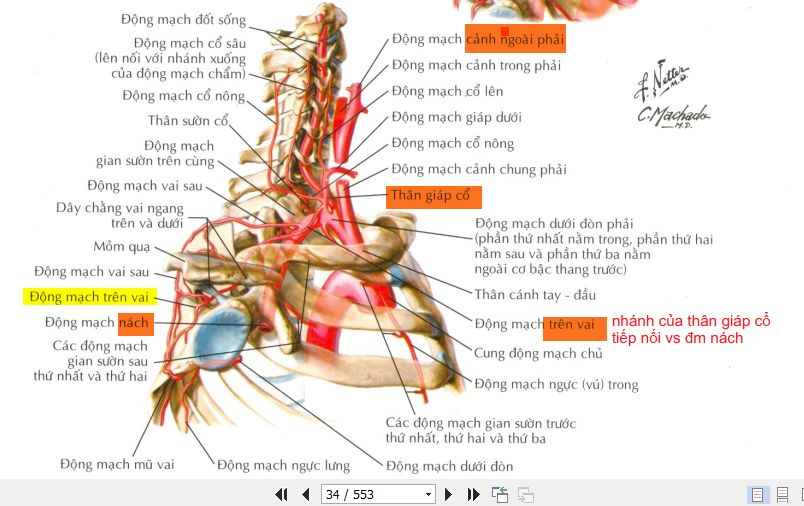 Động mạch đốt sống
Động mạch cổ sâu
(lên nối với nhánh xuống
của động mạch chẩm)
Động mạch cổ nông
Thân sườn cổ
Động mạch
gian sườn trên cùng
Động mạch vai sau
Dây chằng vai ngang
trên và dưới
Mỏm quạ
Động mạch vai sau
Động mạch trên vai
Động mạch nách
Các động mạch
gian sườn sau
thứ nhất và thứ hai
Động mạch mũ vai
Động mạch ngực lưng
Động mạch dưới đòn
Động mạch cảnh ngoài phải
Động mạch cảnh trong phải
Động mạch cổ lên
Động mạch giáp dưới
Động mạch cổ nông
Động mạch cảnh chung phải
Thân giáp cổ
Động mạch dưới đòn phải
(phần thứ nhất nằm trong, phần thứ hai
nằm sau và phần thứ ba nằm
ngoài cơ bậc thang trước)
Thân cánh tay - đầu
Động mạch trên vai
nhánh của thân giáp cổ
tiếp nối vs đm nách
Cung động mạch chủ
Động mạch ngực (vú) trong
Các động mạch gian sườn trước
thứ nhất, thứ hai và thứ ba
F. Netter
M.D.
C. Machado
M.D.
34 / 553